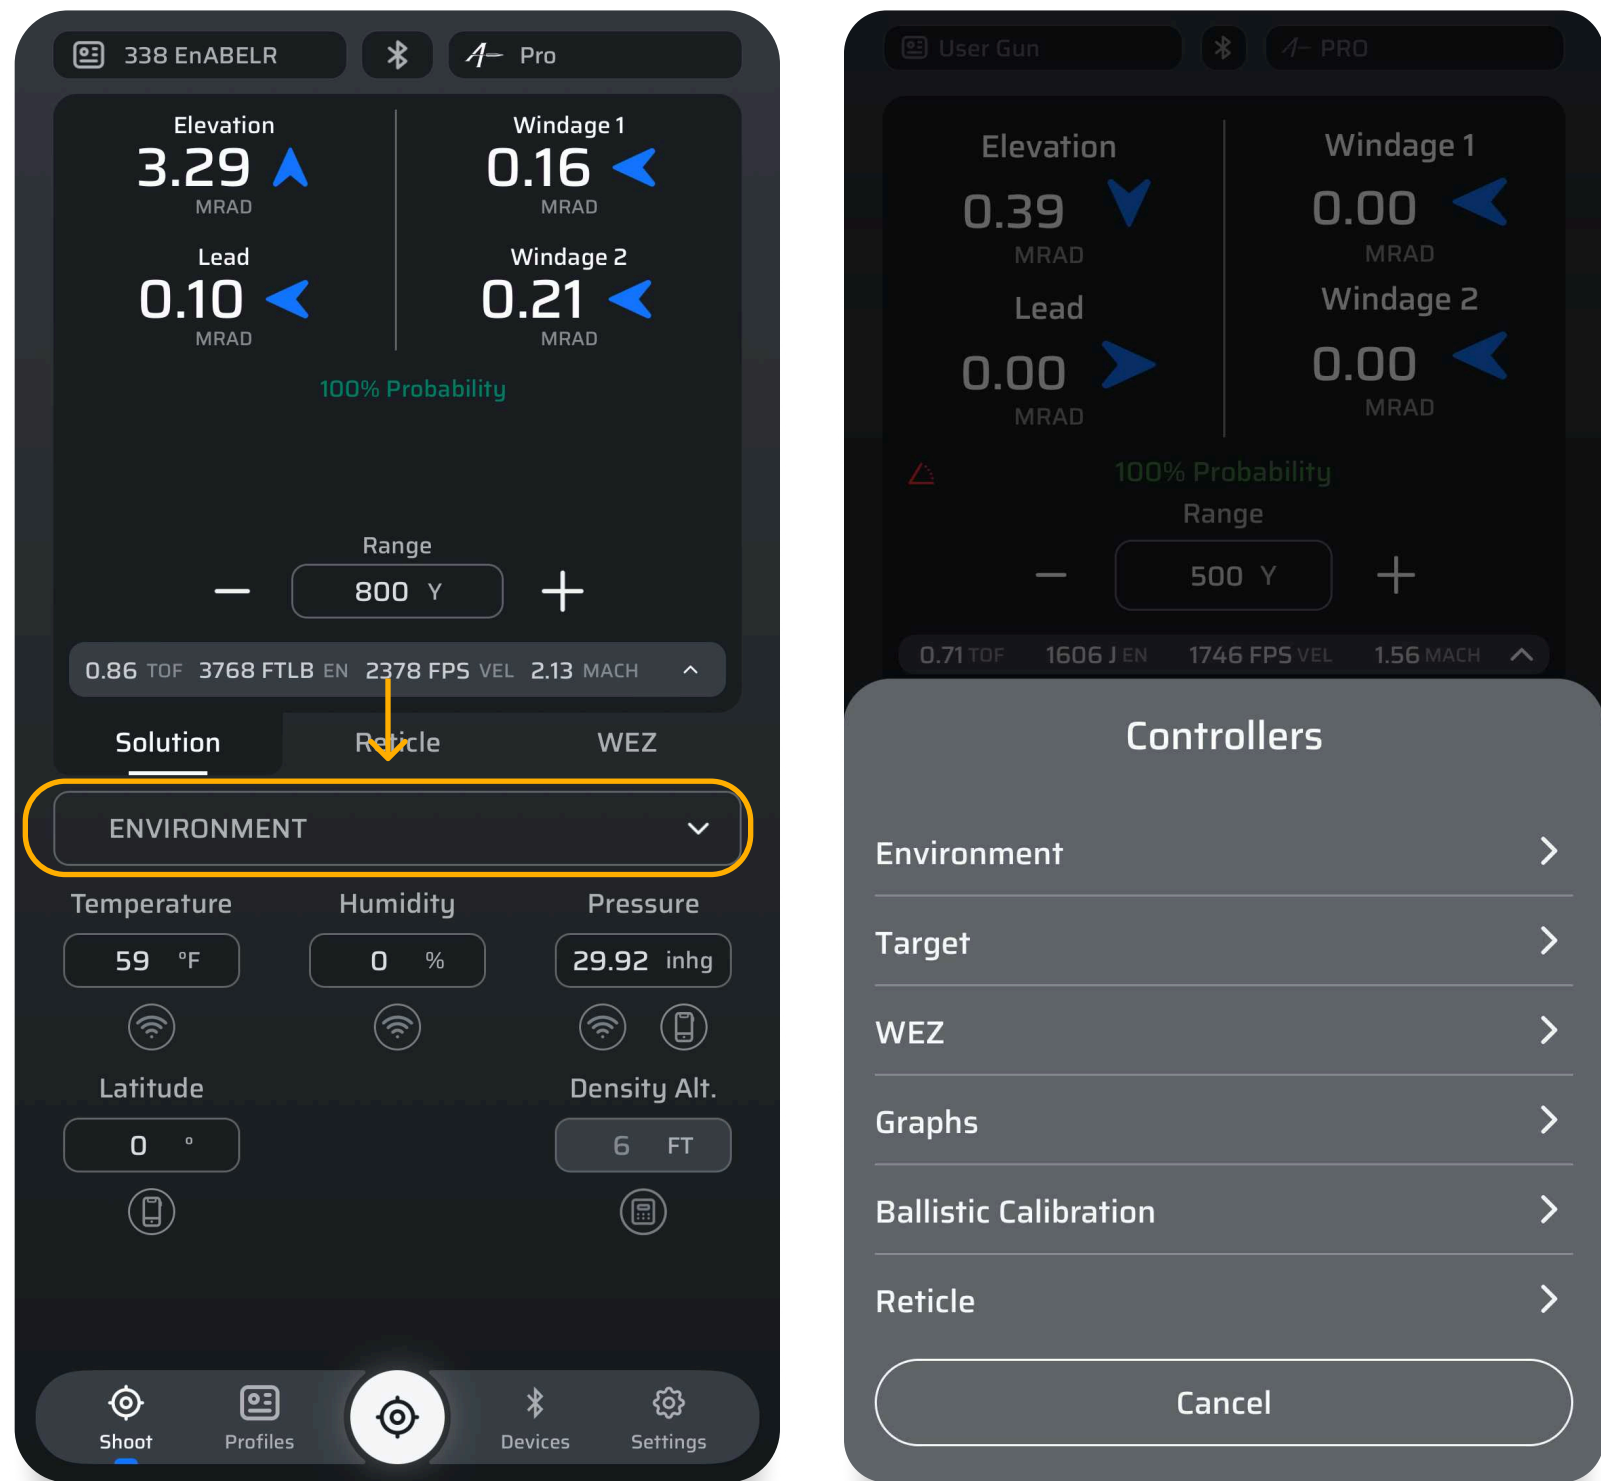 338 EnABELR
Pro
Elevation
3.29
MRAD
Windage 1
0.16
MRAD
Lead
0.10
MRAD
Windage 2
0.21
MRAD
100% Probability
Range
800 Y
0.86 TOF 3768 FTLB EN 2378 FPS VEL 2.13 MACH
Solution Reticle WEZ
ENVIRONMENT
Temperature Humidity Pressure
59 °F 0 % 29.92 inhg
Latitude Density Alt.
0 ° 6 FT
Shoot Profiles Devices Settings
User Gun
PRO
Elevation
0.39
MRAD
Windage 1
0.00
MRAD
Lead
0.00
MRAD
Windage 2
0.00
MRAD
100% Probability
Range
500 Y
0.71 TOF 1606 J EN 1746 FPS VEL 1.56 MACH
Controllers
Environment
Target
WEZ
Graphs
Ballistic Calibration
Reticle
Cancel